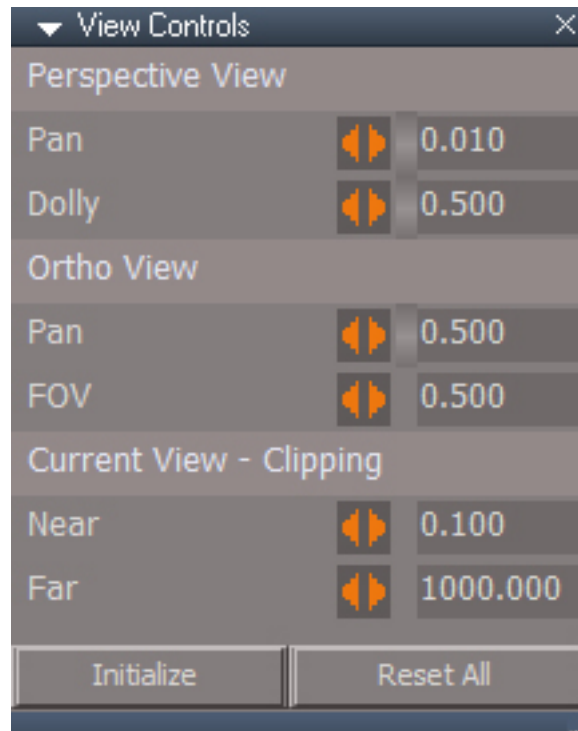 View Controls
Perspective View
Pan 0.010
Dolly 0.500
Ortho View
Pan 0.500
FOV 0.500
Current View - Clipping
Near 0.100
Far 1000.000
Initialize Reset All